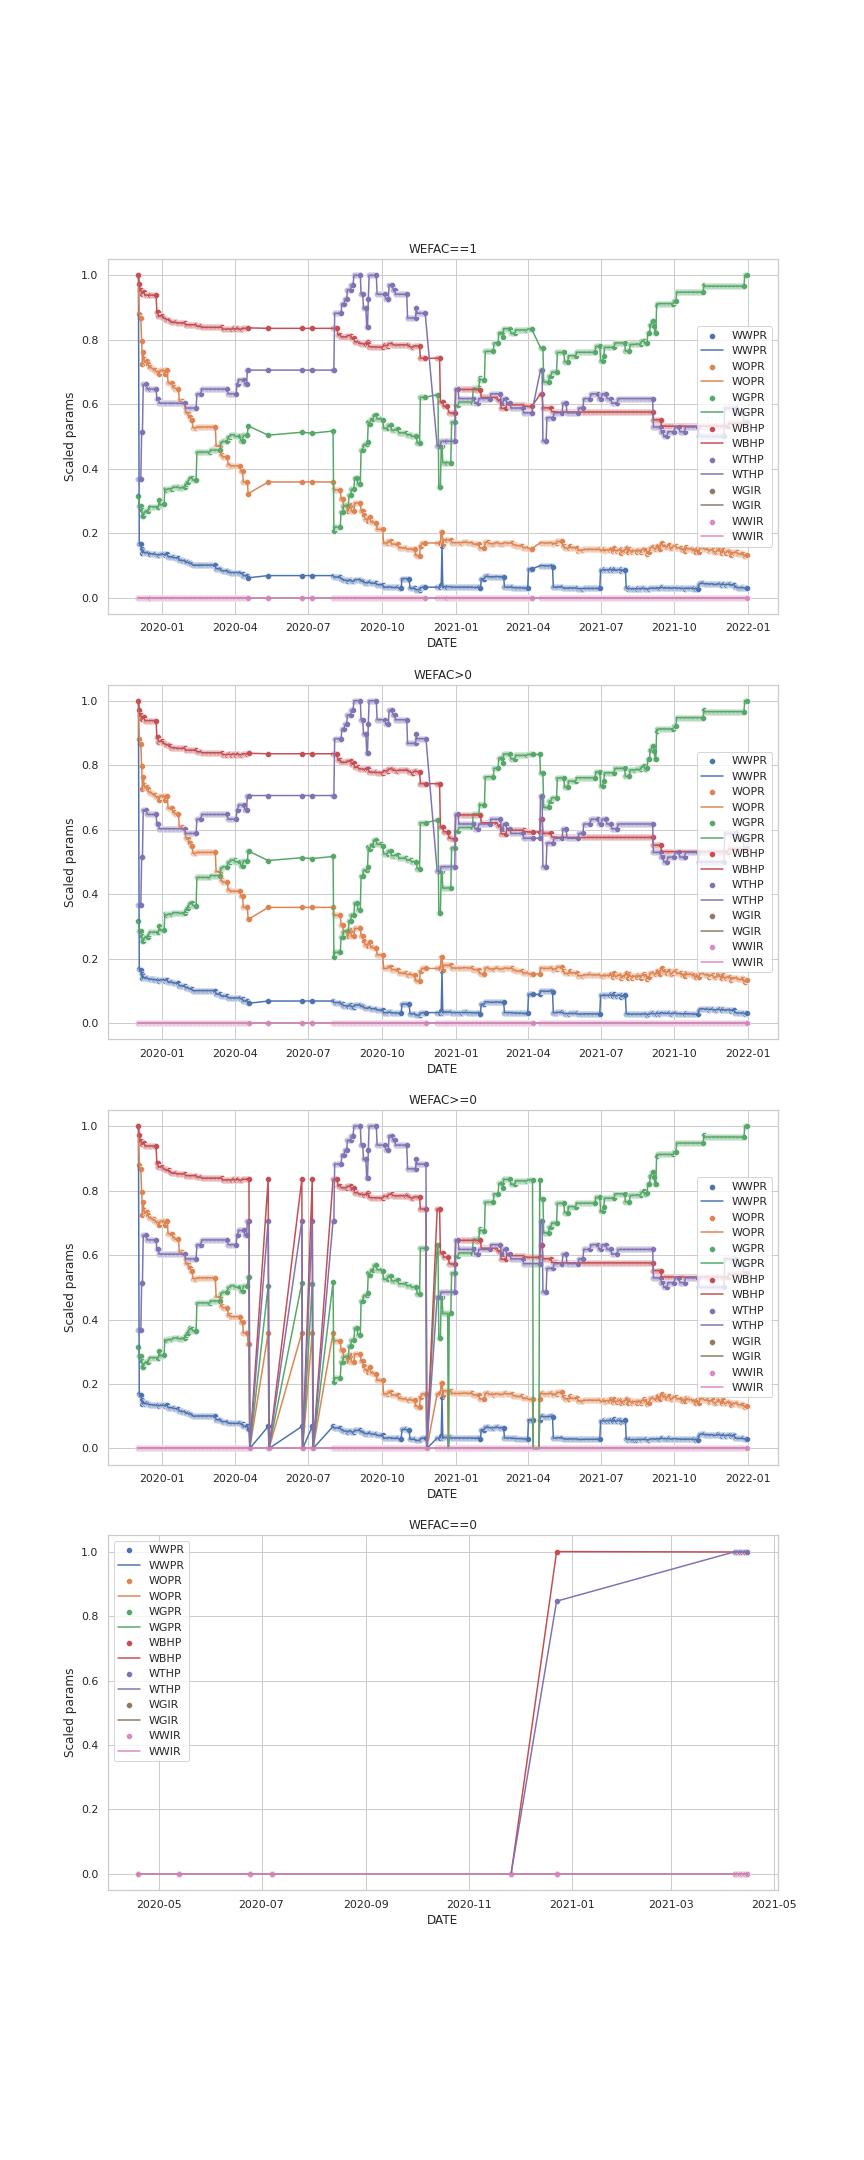 WEFAC==1
1.0
0.8
0.6
0.4
0.2
0.0
Scaled params
WWPR
WWPR
WOPR
WOPR
WGPR
WGPR
WBHP
WBHP
WTHP
WTHP
WGIR
WGIR
WWIR
WWIR
2020-01 2020-04 2020-07 2020-10 2021-01 2021-04 2021-07 2021-10 2022-01
DATE
WEFAC>0
1.0
0.8
0.6
0.4
0.2
0.0
Scaled params
WWPR
WWPR
WOPR
WOPR
WGPR
WGPR
WBHP
WBHP
WTHP
WTHP
WGIR
WGIR
WWIR
WWIR
2020-01 2020-04 2020-07 2020-10 2021-01 2021-04 2021-07 2021-10 2022-01
DATE
WEFAC>=0
1.0
0.8
0.6
0.4
0.2
0.0
Scaled params
WWPR
WWPR
WOPR
WOPR
WGPR
WGPR
WBHP
WBHP
WTHP
WTHP
WGIR
WGIR
WWIR
WWIR
2020-01 2020-04 2020-07 2020-10 2021-01 2021-04 2021-07 2021-10 2022-01
DATE
WEFAC==0
1.0
0.8
0.6
0.4
0.2
0.0
Scaled params
WWPR
WWPR
WOPR
WOPR
WGPR
WGPR
WBHP
WBHP
WTHP
WTHP
WGIR
WGIR
WWIR
WWIR
2020-05 2020-07 2020-09 2020-11 2021-01 2021-03 2021-05
DATE